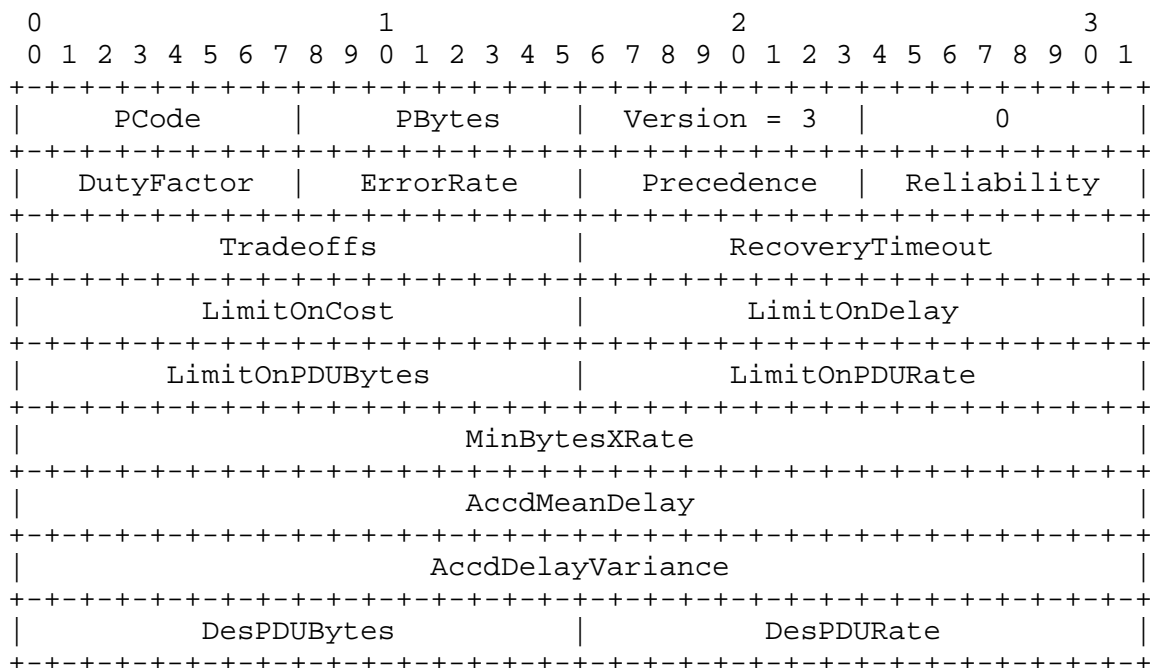 0                   1                   2                   3
 0 1 2 3 4 5 6 7 8 9 0 1 2 3 4 5 6 7 8 9 0 1 2 3 4 5 6 7 8 9 0 1
+-+-+-+-+-+-+-+-+-+-+-+-+-+-+-+-+-+-+-+-+-+-+-+-+-+-+-+-+-+-+-+-+
|     PCode     |     PBytes    |  Version = 3  |       0       |
+-+-+-+-+-+-+-+-+-+-+-+-+-+-+-+-+-+-+-+-+-+-+-+-+-+-+-+-+-+-+-+-+
|   DutyFactor  |   ErrorRate   |   Precedence  |  Reliability  |
+-+-+-+-+-+-+-+-+-+-+-+-+-+-+-+-+-+-+-+-+-+-+-+-+-+-+-+-+-+-+-+-+
|           Tradeoffs           |        RecoveryTimeout        |
+-+-+-+-+-+-+-+-+-+-+-+-+-+-+-+-+-+-+-+-+-+-+-+-+-+-+-+-+-+-+-+-+
|          LimitOnCost          |         LimitOnDelay          |
+-+-+-+-+-+-+-+-+-+-+-+-+-+-+-+-+-+-+-+-+-+-+-+-+-+-+-+-+-+-+-+-+
|        LimitOnPDUBytes        |        LimitOnPDURate         |
+-+-+-+-+-+-+-+-+-+-+-+-+-+-+-+-+-+-+-+-+-+-+-+-+-+-+-+-+-+-+-+-+
|                         MinBytesXRate                         |
+-+-+-+-+-+-+-+-+-+-+-+-+-+-+-+-+-+-+-+-+-+-+-+-+-+-+-+-+-+-+-+-+
|                         AccdMeanDelay                         |
+-+-+-+-+-+-+-+-+-+-+-+-+-+-+-+-+-+-+-+-+-+-+-+-+-+-+-+-+-+-+-+-+
|                       AccdDelayVariance                       |
+-+-+-+-+-+-+-+-+-+-+-+-+-+-+-+-+-+-+-+-+-+-+-+-+-+-+-+-+-+-+-+-+
|          DesPDUBytes          |          DesPDURate           |
+-+-+-+-+-+-+-+-+-+-+-+-+-+-+-+-+-+-+-+-+-+-+-+-+-+-+-+-+-+-+-+-+